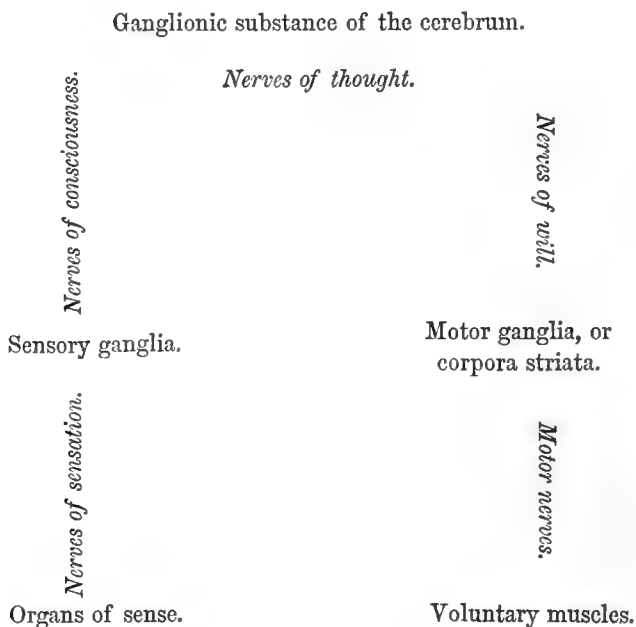 Ganglionic substance of the cerebrum.
Nerves of thought.
Nerves of consciousness.
Nerves of will.
Sensory ganglia.
Motor ganglia, or
corpora striata.
Nerves of sensation.
Motor nerves.
Organs of sense.
Voluntary muscles.